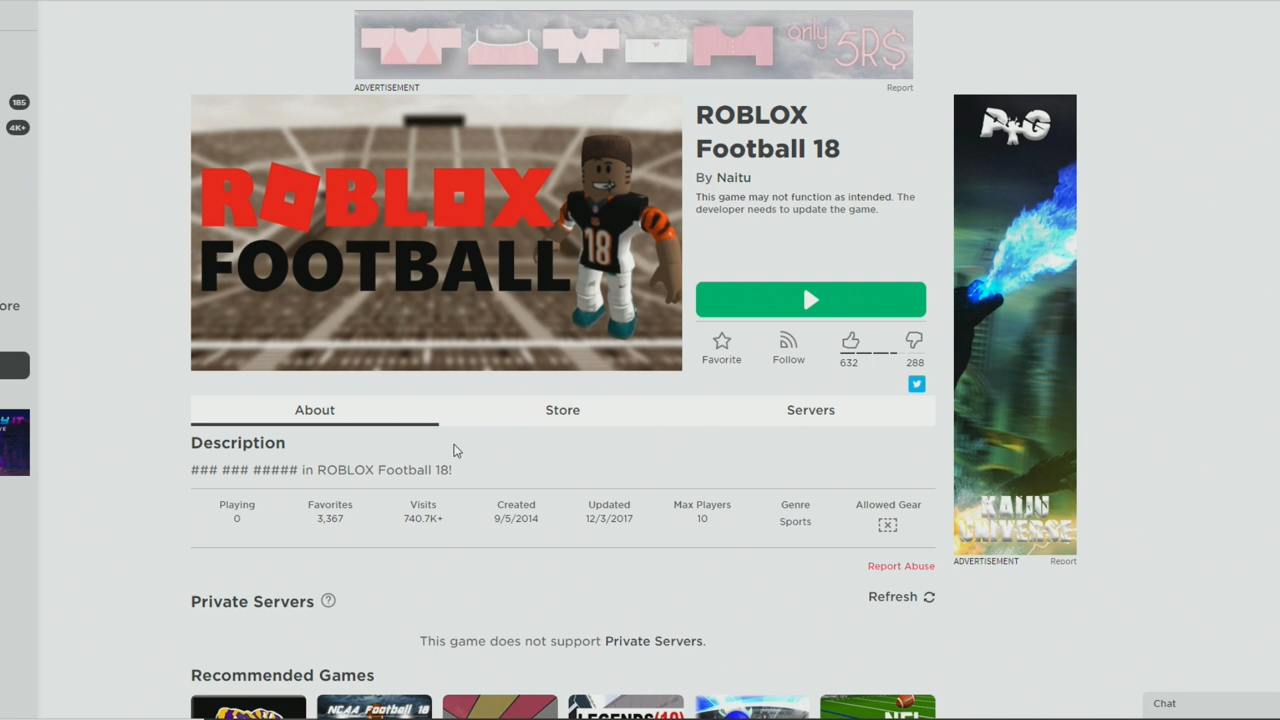 only 5R$
ADVERTISEMENT
Report
185
4K+
ore
ROBLOX
FOOTBALL
18
ROBLOX
Football 18
By Naitu
This game may not function as intended. The
developer needs to update the game.
Favorite
Follow
632
288
About
Store
Servers
Description
### ### ##### in ROBLOX Football 18!
Playing
0
Favorites
3,367
Visits
740.7K+
Created
9/5/2014
Updated
12/3/2017
Max Players
10
Genre
Sports
Allowed Gear
Report Abuse
KAIJU
UNIVERSE
ADVERTISEMENT
Report
Private Servers
Refresh
This game does not support Private Servers.
Recommended Games
NCAA Football 18
LEGENDS(10)
NFL
Chat